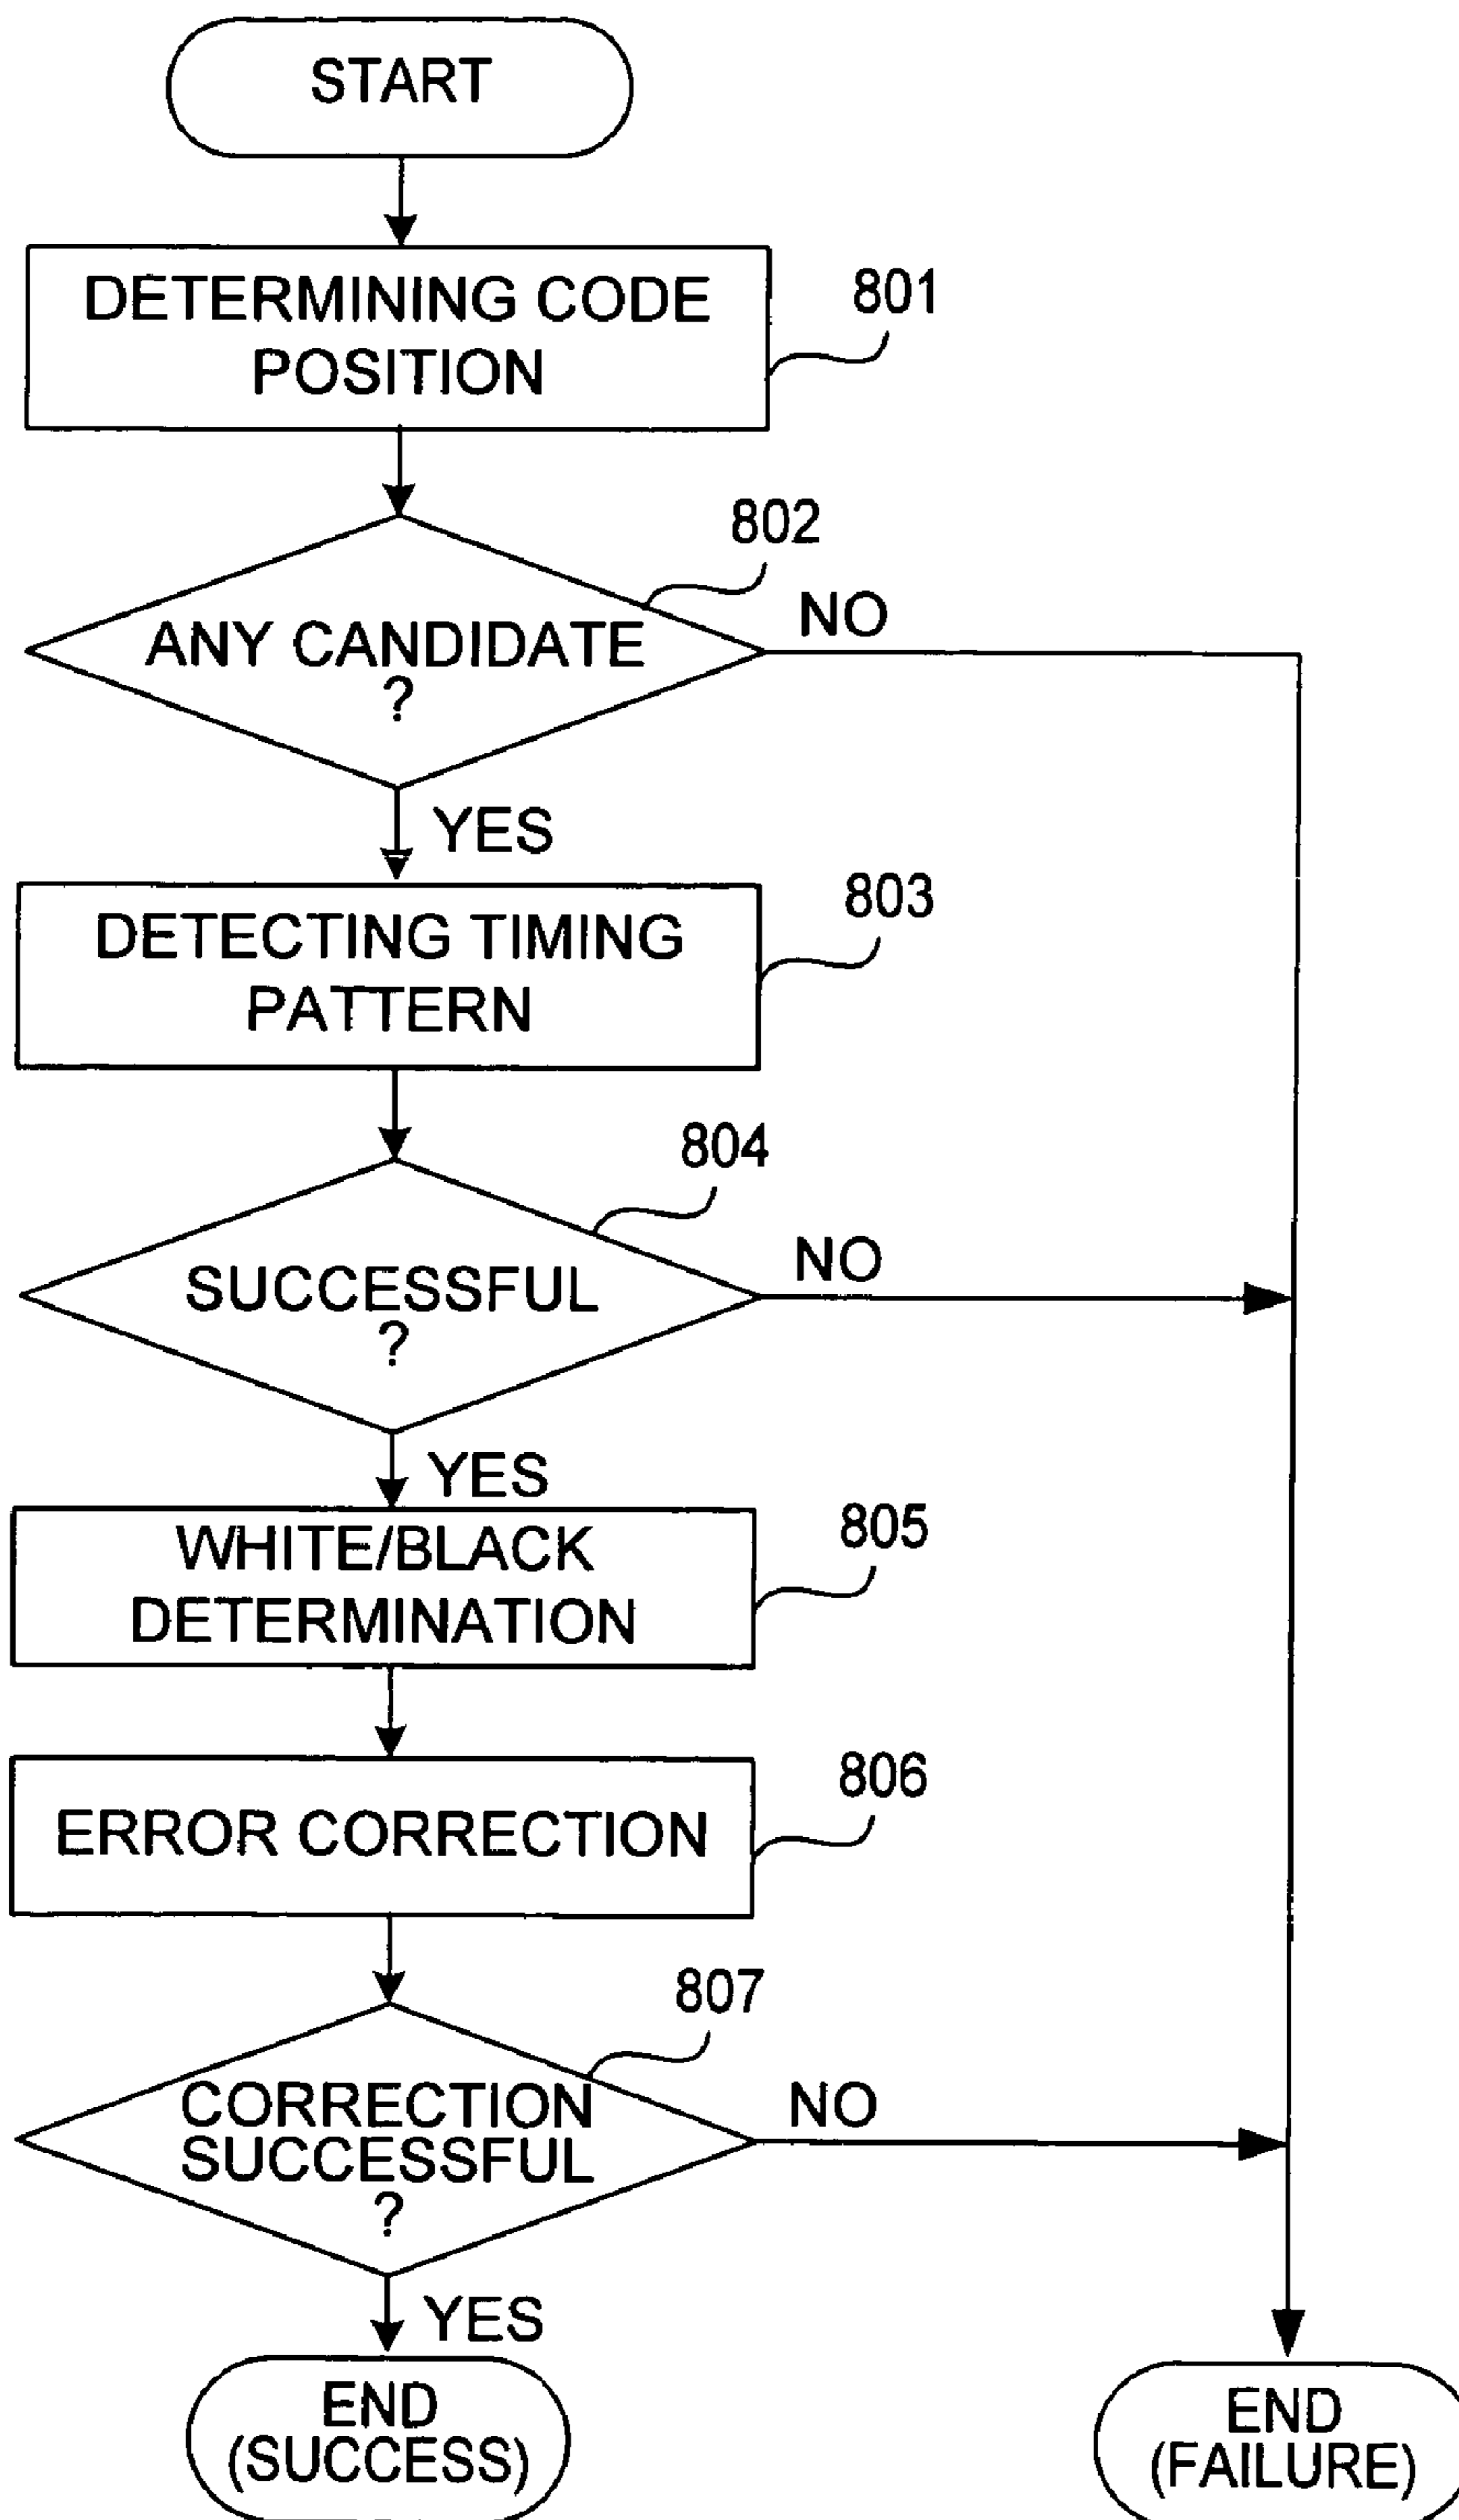 START
DETERMINING CODE
POSITION
801
802
ANY CANDIDATE
?
NO
YES
DETECTING TIMING
PATTERN
803
804
SUCCESSFUL
?
NO
YES
WHITE/BLACK
DETERMINATION
805
ERROR CORRECTION
806
807
CORRECTION
SUCCESSFUL
?
NO
YES
END
(SUCCESS)
END
(FAILURE)